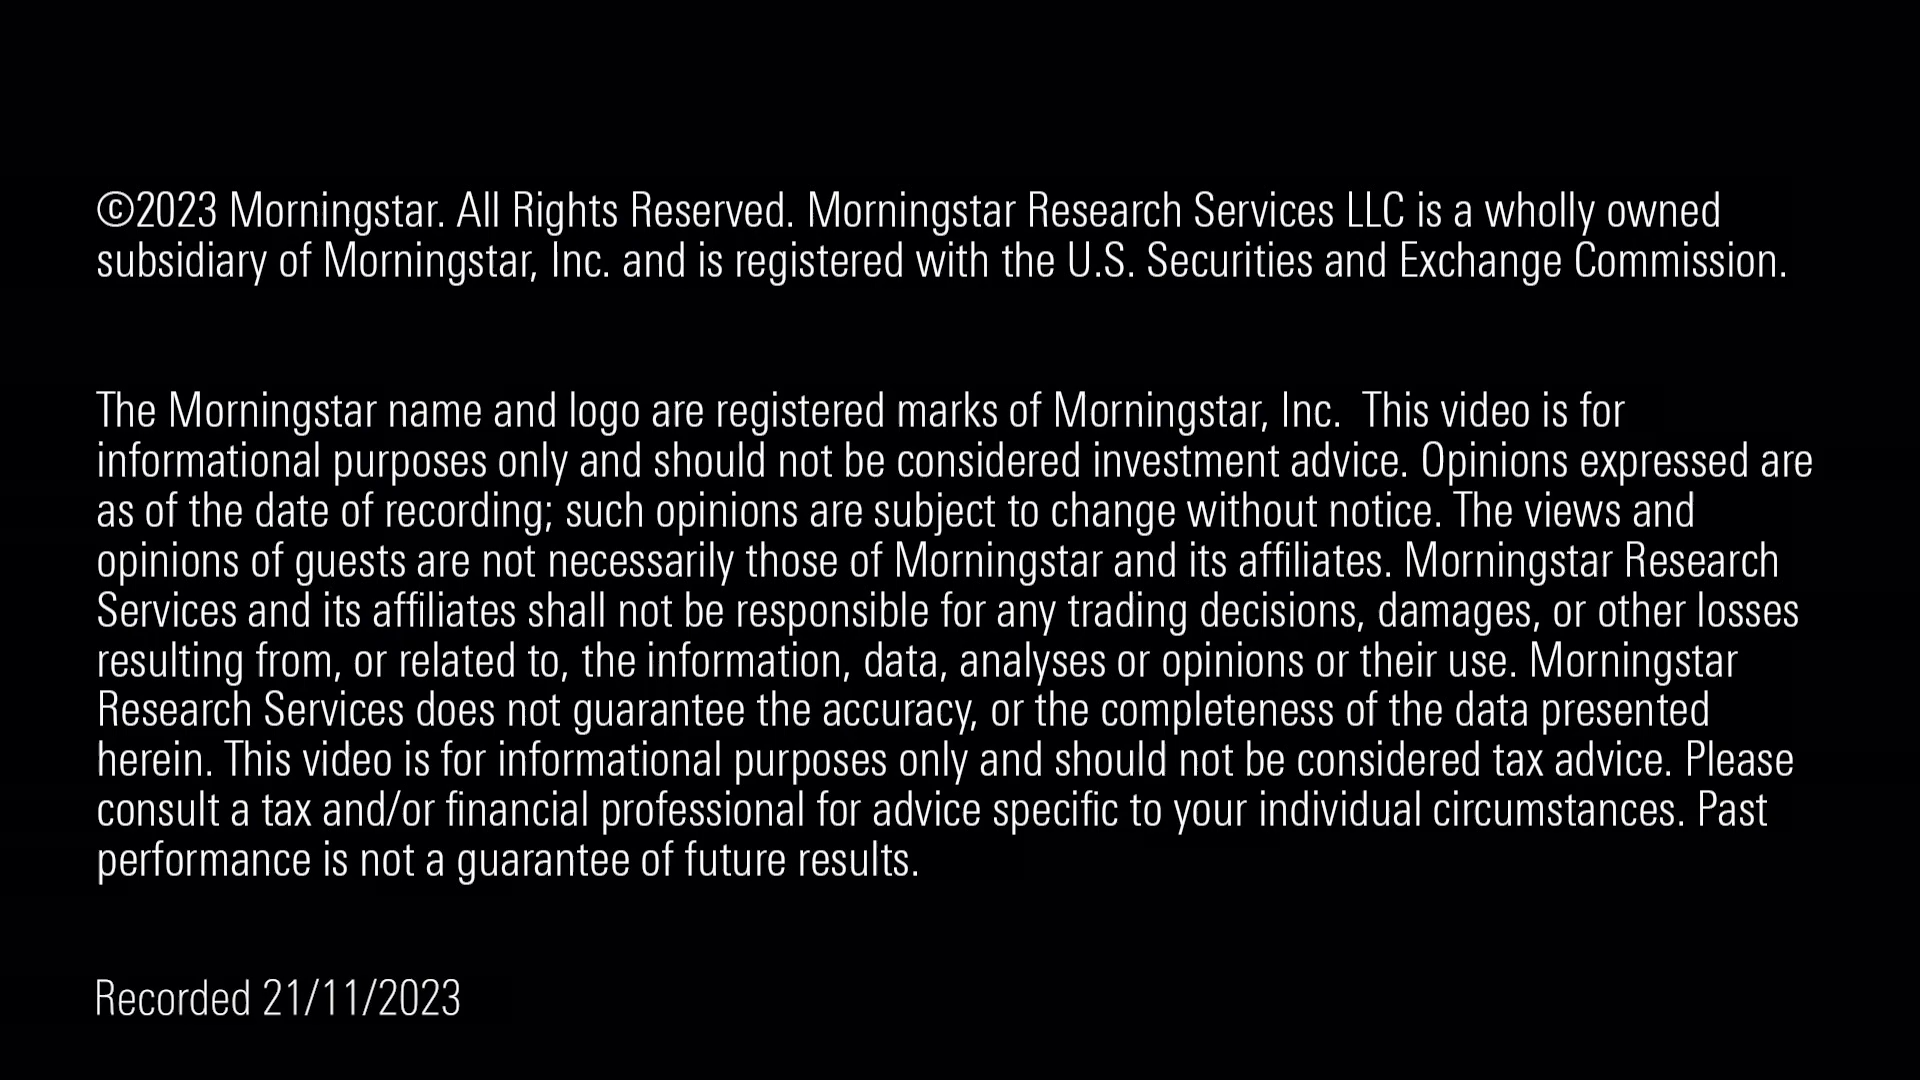 ©2023 Morningstar. All Rights Reserved. Morningstar Research Services LLC is a wholly owned
subsidiary of Morningstar, Inc. and is registered with the U.S. Securities and Exchange Commission.
The Morningstar name and logo are registered marks of Morningstar, Inc.  This video is for
informational purposes only and should not be considered investment advice. Opinions expressed are
as of the date of recording; such opinions are subject to change without notice. The views and
opinions of guests are not necessarily those of Morningstar and its affiliates. Morningstar Research
Services and its affiliates shall not be responsible for any trading decisions, damages, or other losses
resulting from, or related to, the information, data, analyses or opinions or their use. Morningstar
Research Services does not guarantee the accuracy, or the completeness of the data presented
herein. This video is for informational purposes only and should not be considered tax advice. Please
consult a tax and/or financial professional for advice specific to your individual circumstances. Past
performance is not a guarantee of future results.
Recorded 21/11/2023